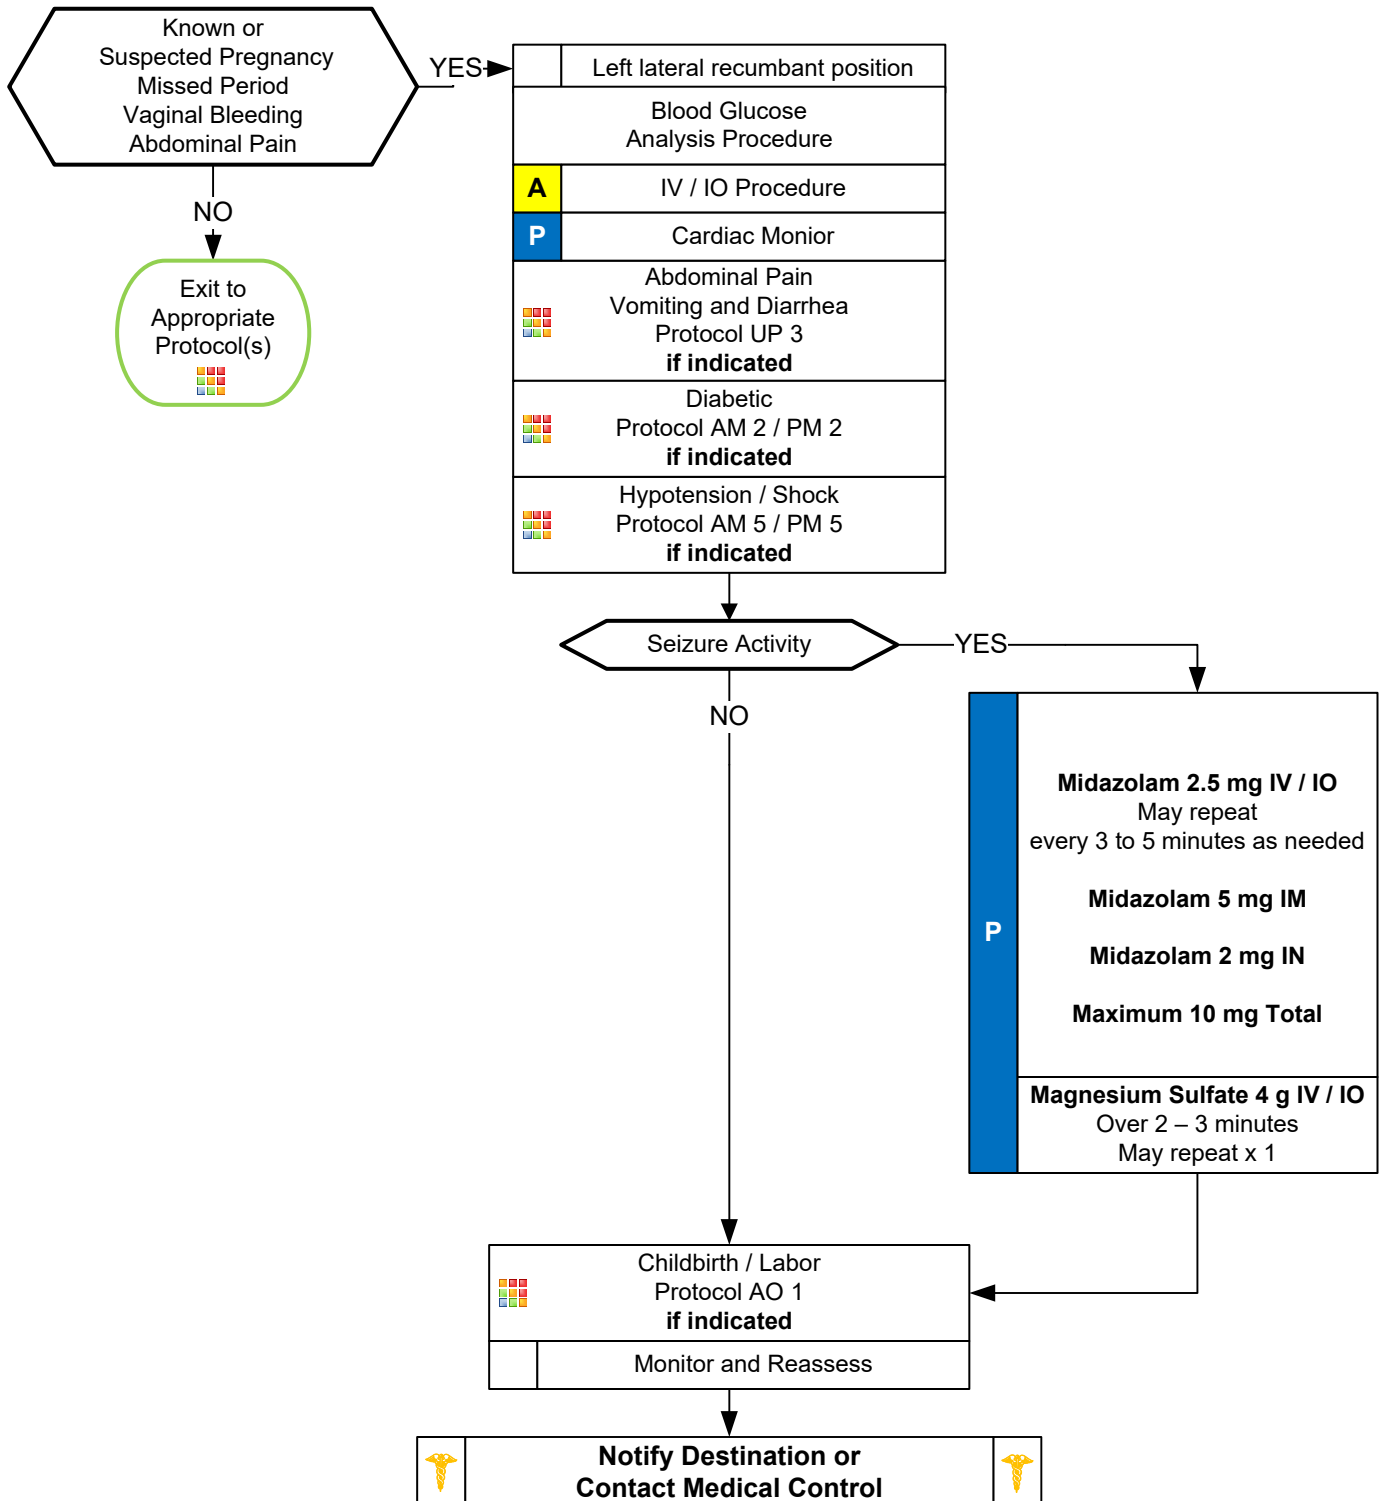 Known or
Suspected Pregnancy
Missed Period
Vaginal Bleeding
Abdominal Pain
YES
NO
Exit to
Appropriate
Protocol(s)
Left lateral recumbant position
Blood Glucose
Analysis Procedure
A
IV / IO Procedure
P
Cardiac Monior
Abdominal Pain
Vomiting and Diarrhea
Protocol UP 3
if indicated
Diabetic
Protocol AM 2 / PM 2
if indicated
Hypotension / Shock
Protocol AM 5 / PM 5
if indicated
Seizure Activity
YES
NO
P
Midazolam 2.5 mg IV / IO
May repeat
every 3 to 5 minutes as needed
Midazolam 5 mg IM
Midazolam 2 mg IN
Maximum 10 mg Total
Magnesium Sulfate 4 g IV / IO
Over 2 – 3 minutes
May repeat x 1
Childbirth / Labor
Protocol AO 1
if indicated
Monitor and Reassess
Notify Destination or
Contact Medical Control